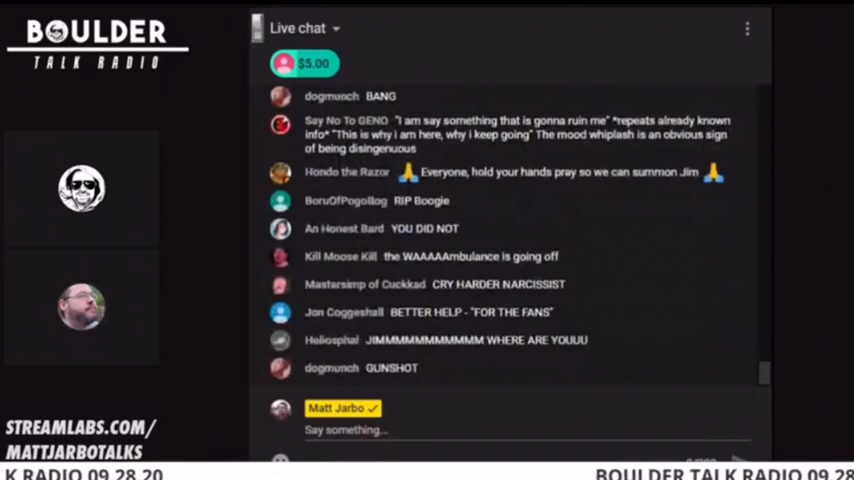 BOULDER
TALK RADIO
Live chat
$5.00
dogmunch BANG
Say No To GENO "I am say something that is gonna ruin me" *repeats already known
info* "This is why i am here, why i keep going" The mood whiplash is an obvious sign
of being disingenuous
Hondo the Razor 🙏 Everyone, hold your hands pray so we can summon Jim 🙏
BoruOfPogoBog RIP Boogie
An Honest Bard YOU DID NOT
Kill Moose Kill the WAAAAAmbulance is going off
Mastersimp of Cuckkad CRY HARDER NARCISSIST
Jon Coggeshall BETTER HELP - "FOR THE FANS"
Heliosphal JIMMMMMMMMMMM WHERE ARE YOUUU
dogmunch GUNSHOT
Matt Jarbo ✓
Say something...
STREAMLABS.COM/
MATTJARBOTALKS
K RADIO 09.28.20
BOULDER TALK RADIO 09.28